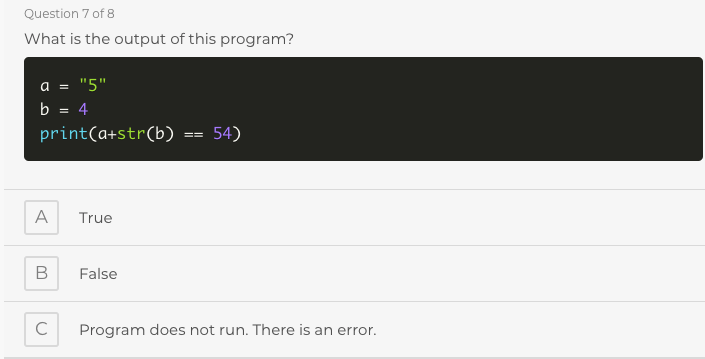 Question 7 of 8
What is the output of this program?
a = "5"
b = 4
print(a+str(b) == 54)
A True
B False
C Program does not run. There is an error.